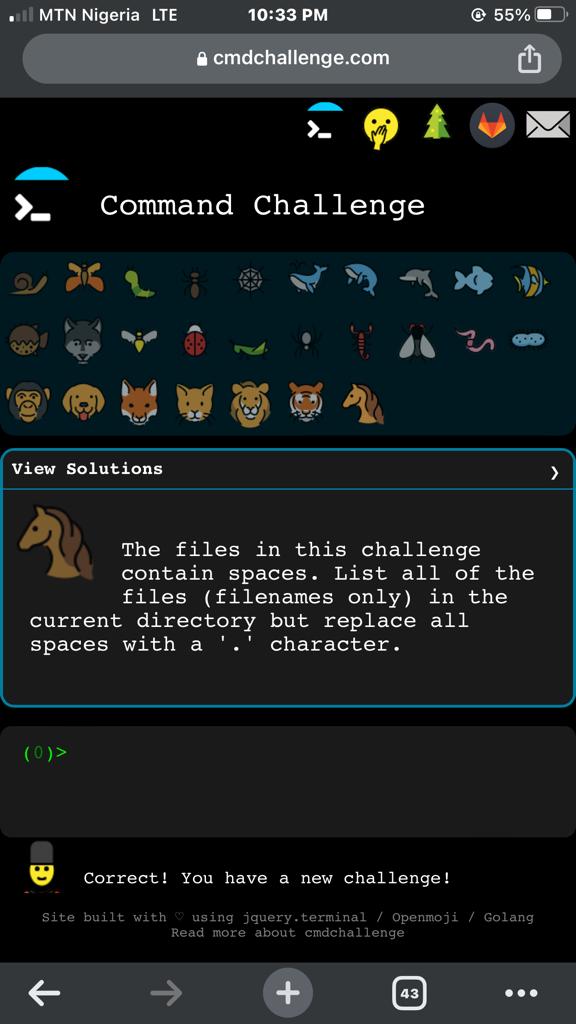 MTN Nigeria LTE 10:33 PM 55%
cmdchallenge.com
Command Challenge
View Solutions
The files in this challenge
contain spaces. List all of the
files (filenames only) in the
current directory but replace all
spaces with a '.' character.
(0)>
Correct! You have a new challenge!
Site built with ♡ using jquery.terminal / Openmoji / Golang
Read more about cmdchallenge
43